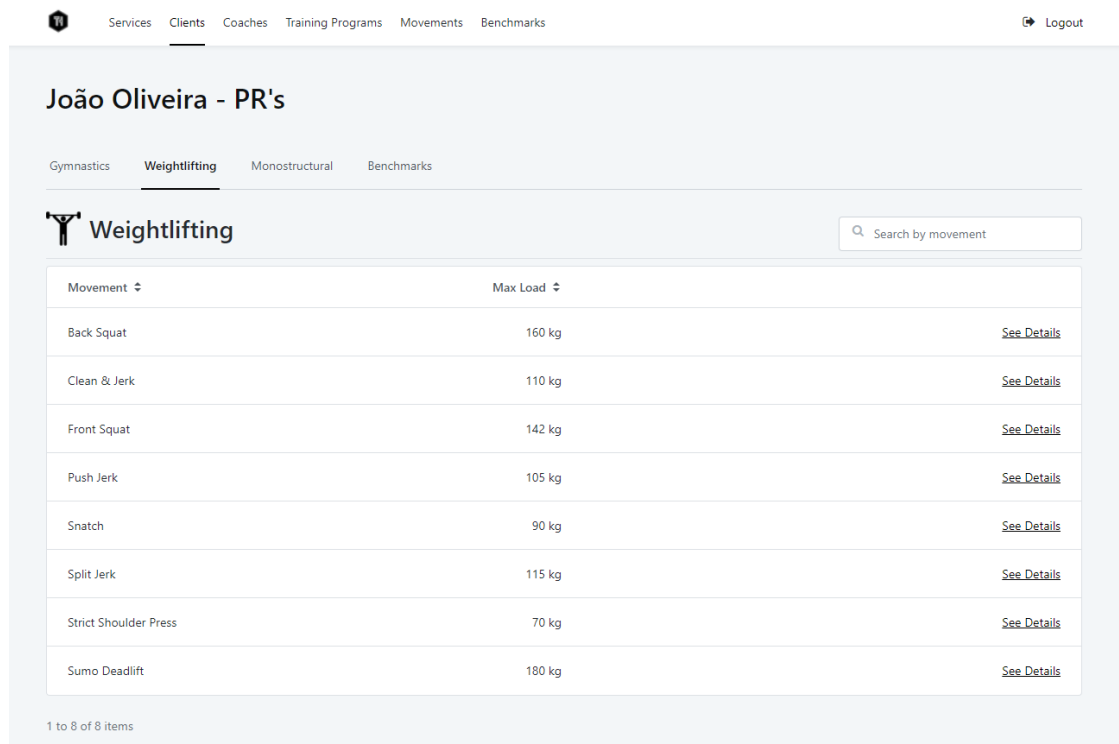 Services Clients Coaches Training Programs Movements Benchmarks Logout
João Oliveira - PR's
Gymnastics Weightlifting Monostructural Benchmarks
Weightlifting
Search by movement
Movement Max Load
Back Squat 160 kg See Details
Clean & Jerk 110 kg See Details
Front Squat 142 kg See Details
Push Jerk 105 kg See Details
Snatch 90 kg See Details
Split Jerk 115 kg See Details
Strict Shoulder Press 70 kg See Details
Sumo Deadlift 180 kg See Details
1 to 8 of 8 items